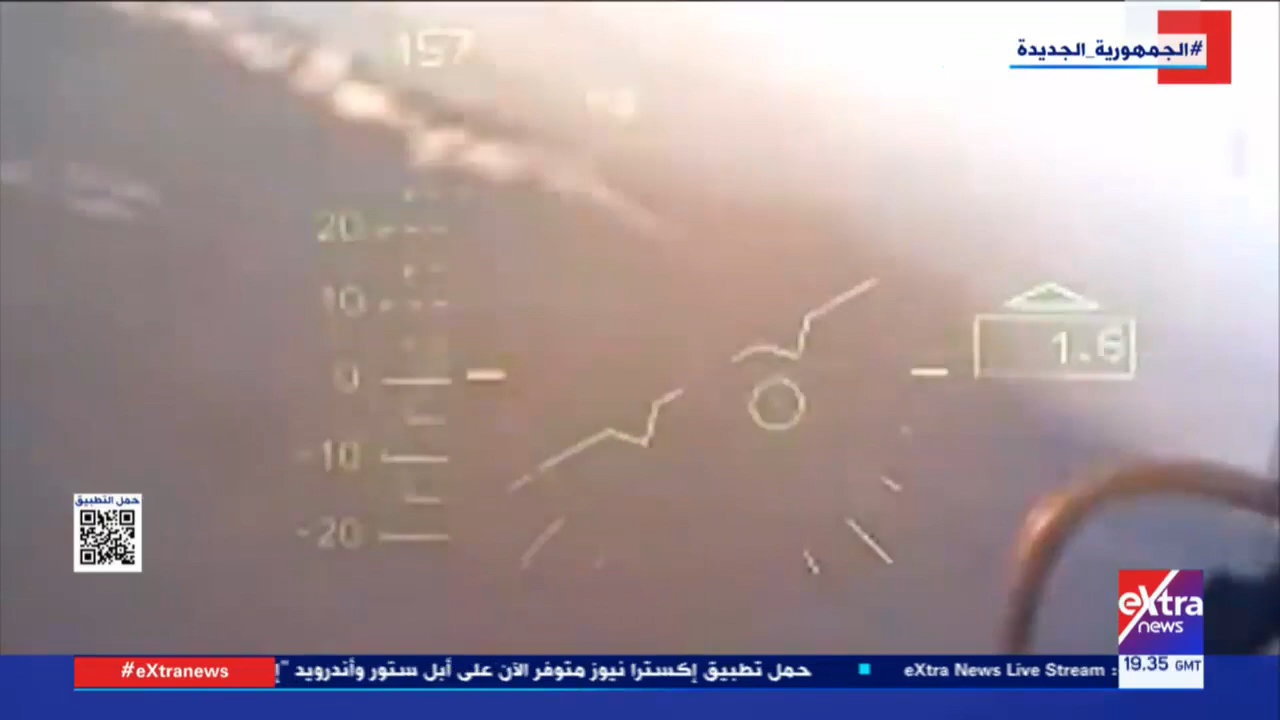 157
#الجمهورية_الجديدة
20
10
0
-10
-20
1.6
حمل التطبيق
eXtra
news
19.35 GMT
#eXtranews
حمل تطبيق إكسترا نيوز متوفر الآن على أبل ستور وأندرويد
eXtra News Live Stream :